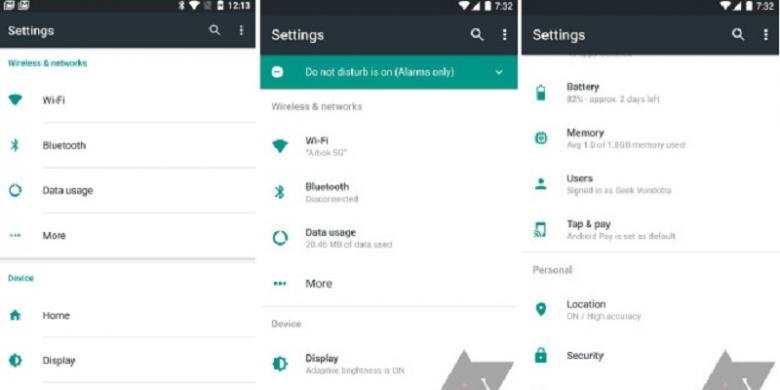 12:13
Settings
Wireless & networks
Wi-Fi
Bluetooth
Data usage
More
Device
Home
Display
7:32
Settings
Do not disturb is on (Alarms only)
Wireless & networks
Wi-Fi
"Arbok 5G"
Bluetooth
Disconnected
Data usage
20.46 MB of data used
More
Device
Display
Adaptive brightness is ON
7:32
Settings
Battery
82% - approx. 2 days left
Memory
Avg 1.0 of 1.8GB memory used
Users
Signed in as Geek Vundotra
Tap & pay
Android Pay is set as default
Personal
Location
ON / High accuracy
Security